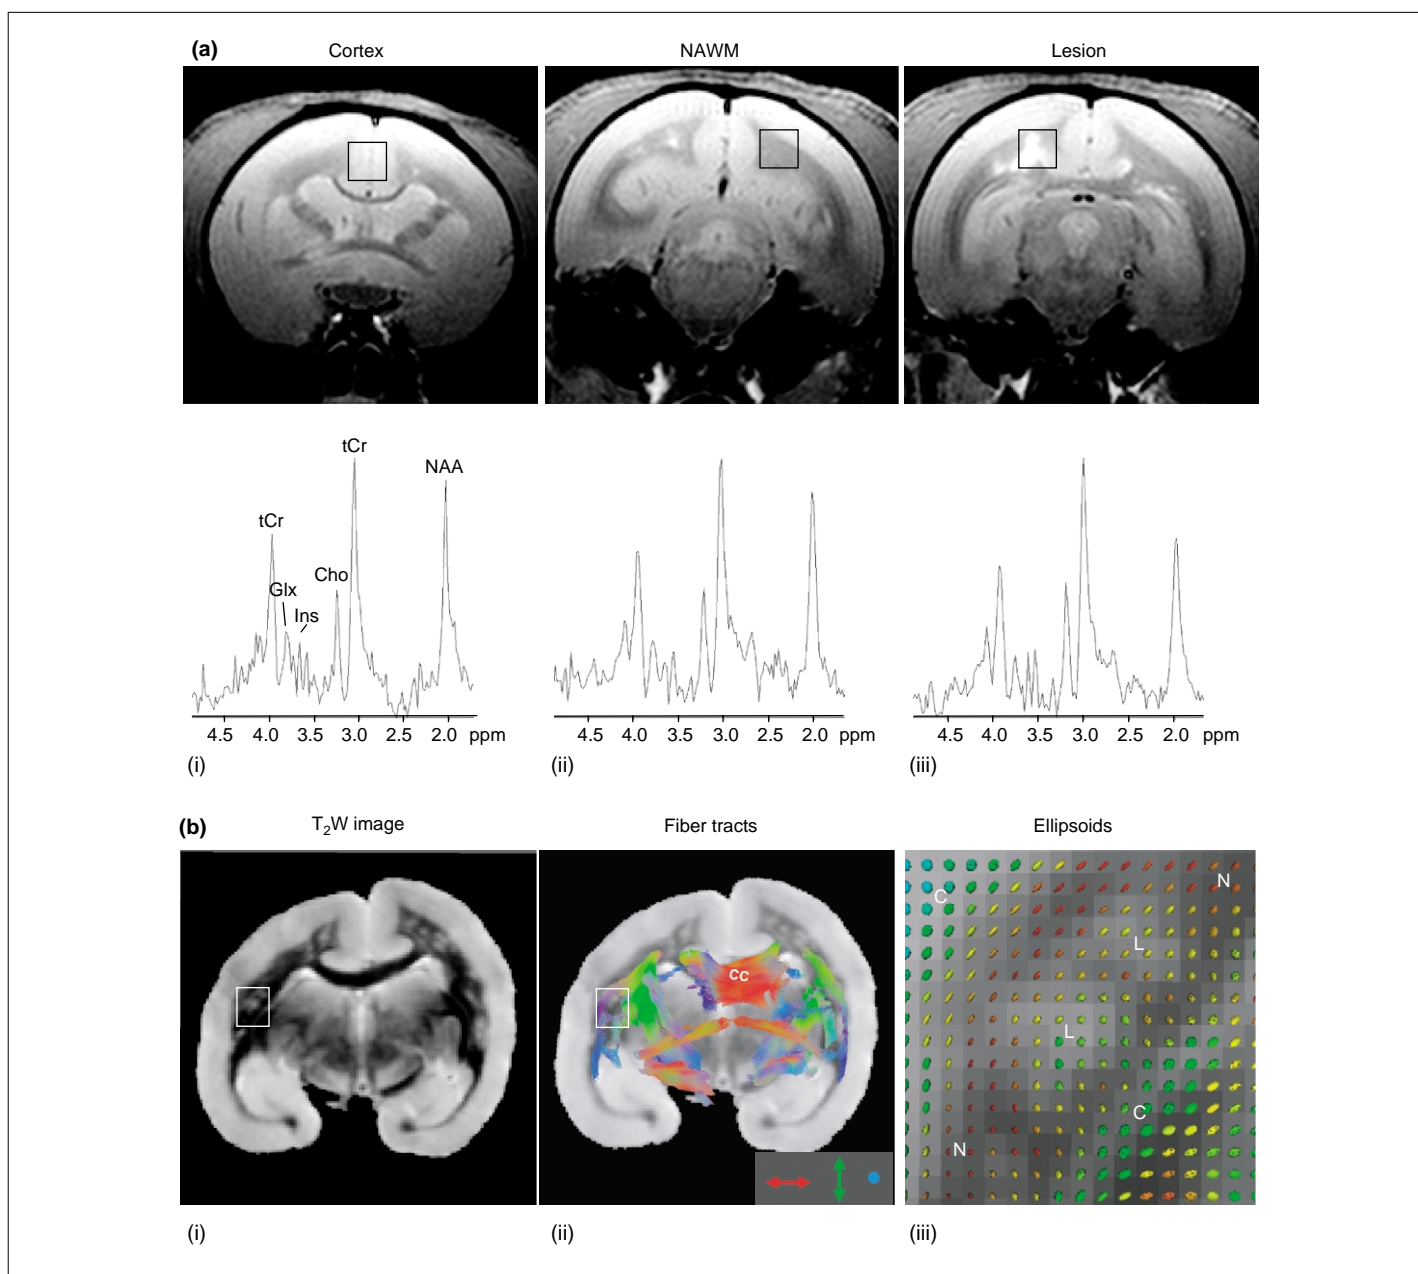 (a) Cortex NAWM Lesion
tCr
NAA
tCr
Cho
Glx
Ins
4.5 4.0 3.5 3.0 2.5 2.0 ppm 4.5 4.0 3.5 3.0 2.5 2.0 ppm 4.5 4.0 3.5 3.0 2.5 2.0 ppm
(i) (ii) (iii)
(b) T2W image Fiber tracts Ellipsoids
N
C
L
cc
L
C
N
(i) (ii) (iii)